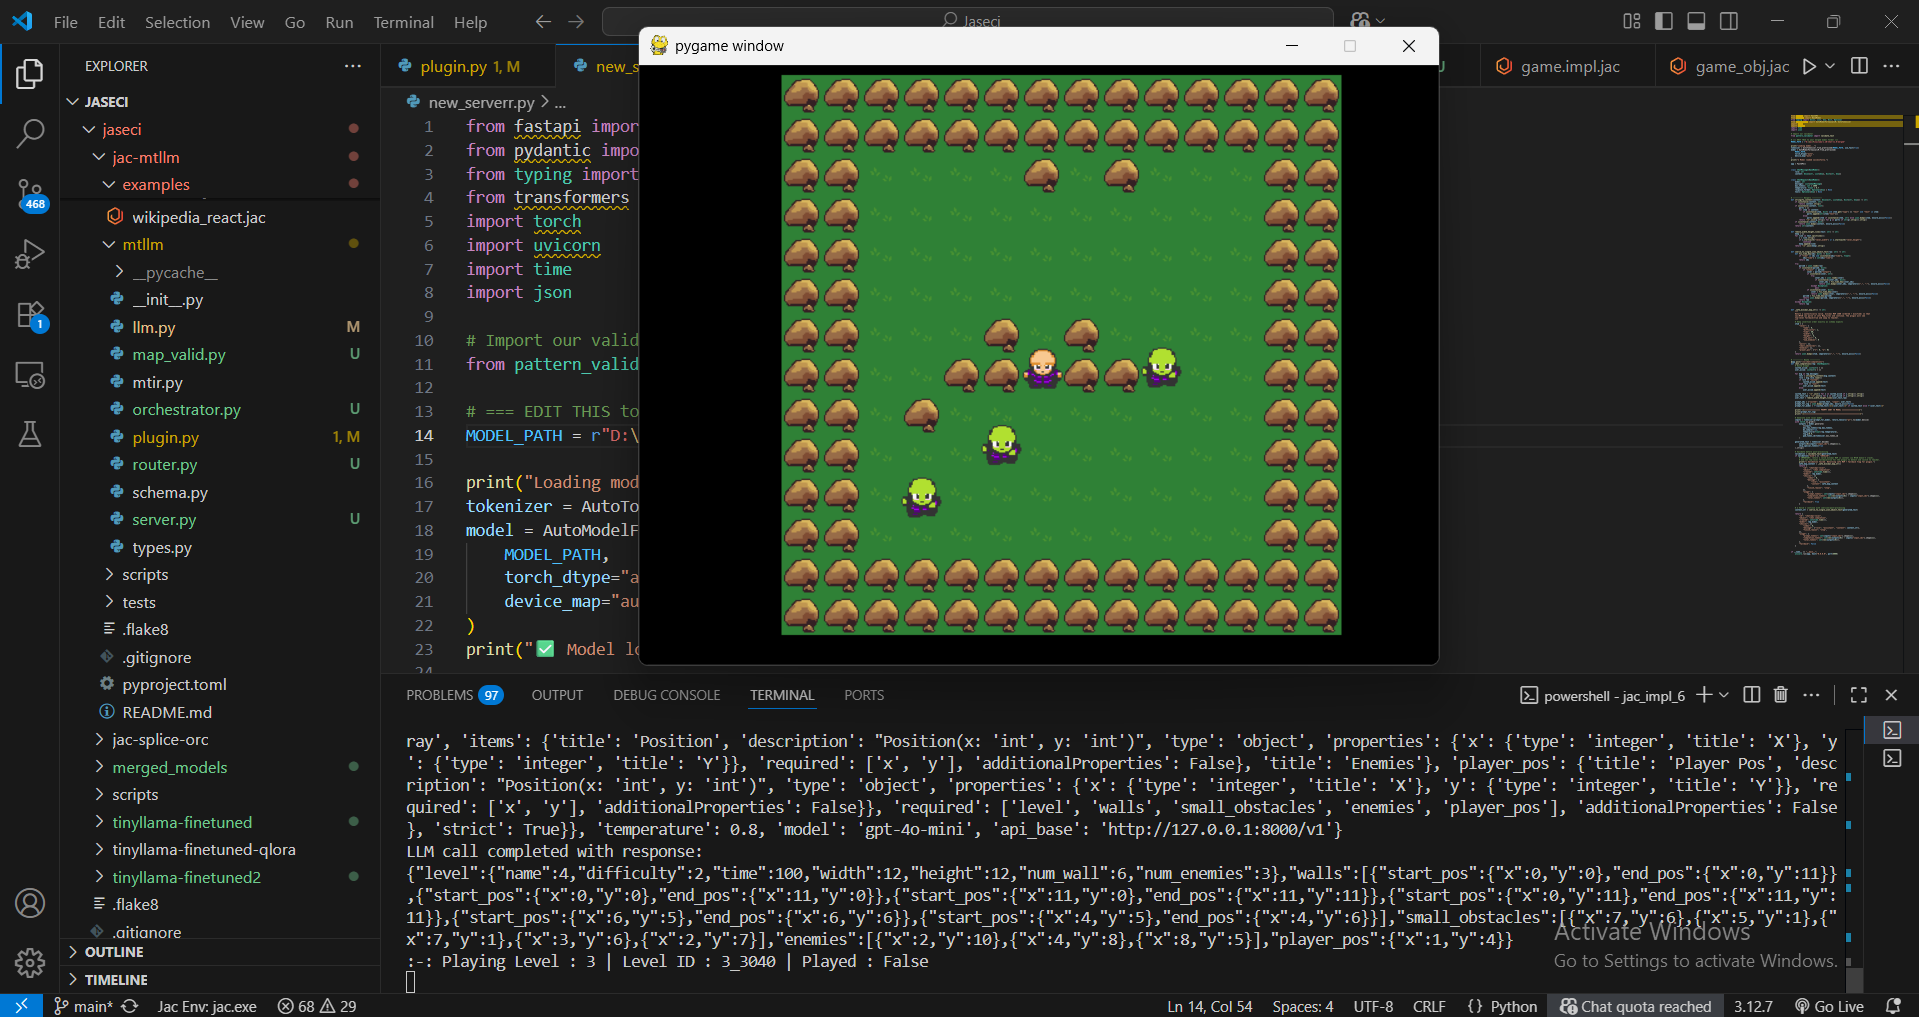 File Edit Selection View Go Run Terminal Help
Jaseci
pygame window
EXPLORER
plugin.py 1, M
new_s
U
game.impl.jac
game_obj.jac
JASECI
jaseci
jac-mtllm
examples
wikipedia_react.jac
mtllm
__pycache__
__init__.py
llm.py M
map_valid.py U
mtir.py
orchestrator.py U
plugin.py 1, M
router.py U
schema.py
server.py U
types.py
scripts
tests
.flake8
.gitignore
pyproject.toml
README.md
jac-splice-orc
merged_models
scripts
tinyllama-finetuned
tinyllama-finetuned-qlora
tinyllama-finetuned2
.flake8
.gitignore
OUTLINE
TIMELINE
468
1
new_serverr.py > ...
1 from fastapi impor
2 from pydantic impo
3 from typing import
4 from transformers
5 import torch
6 import uvicorn
7 import time
8 import json
9
10 # Import our valid
11 from pattern_valid
12
13 # === EDIT THIS to
14 MODEL_PATH = r"D:\
15
16 print("Loading mod
17 tokenizer = AutoTo
18 model = AutoModelF
19 MODEL_PATH,
20 torch_dtype="a
21 device_map="au
22 )
23 print("✅ Model lo
24
PROBLEMS 97 OUTPUT DEBUG CONSOLE TERMINAL PORTS
powershell - jac_impl_6
ray', 'items': {'title': 'Position', 'description': "Position(x: 'int', y: 'int')", 'type': 'object', 'properties': {'x': {'type': 'integer', 'title': 'X'}, 'y
': {'type': 'integer', 'title': 'Y'}}, 'required': ['x', 'y'], 'additionalProperties': False}, 'title': 'Enemies'}, 'player_pos': {'title': 'Player Pos', 'desc
ription': "Position(x: 'int', y: 'int')", 'type': 'object', 'properties': {'x': {'type': 'integer', 'title': 'X'}, 'y': {'type': 'integer', 'title': 'Y'}}, 're
quired': ['x', 'y'], 'additionalProperties': False}}, 'required': ['level', 'walls', 'small_obstacles', 'enemies', 'player_pos'], 'additionalProperties': False
}, 'strict': True}}, 'temperature': 0.8, 'model': 'gpt-4o-mini', 'api_base': 'http://127.0.0.1:8000/v1'}
LLM call completed with response:
{"level":{"name":4,"difficulty":2,"time":100,"width":12,"height":12,"num_wall":6,"num_enemies":3},"walls":[{"start_pos":{"x":0,"y":0},"end_pos":{"x":0,"y":11}}
,{"start_pos":{"x":0,"y":0},"end_pos":{"x":11,"y":0}},{"start_pos":{"x":11,"y":0},"end_pos":{"x":11,"y":11}},{"start_pos":{"x":0,"y":11},"end_pos":{"x":11,"y":
11}},{"start_pos":{"x":6,"y":5},"end_pos":{"x":6,"y":6}},{"start_pos":{"x":4,"y":5},"end_pos":{"x":4,"y":6}}],"small_obstacles":[{"x":7,"y":6},{"x":5,"y":1},{"
x":7,"y":1},{"x":3,"y":6},{"x":2,"y":7}],"enemies":[{"x":2,"y":10},{"x":4,"y":8},{"x":8,"y":5}],"player_pos":{"x":1,"y":4}}
:-: Playing Level : 3 | Level ID : 3_3040 | Played : False
Activate Windows
Go to Settings to activate Windows.
main* Jac Env: jac.exe 68 29
Ln 14, Col 54 Spaces: 4 UTF-8 CRLF {} Python Chat quota reached 3.12.7 Go Live